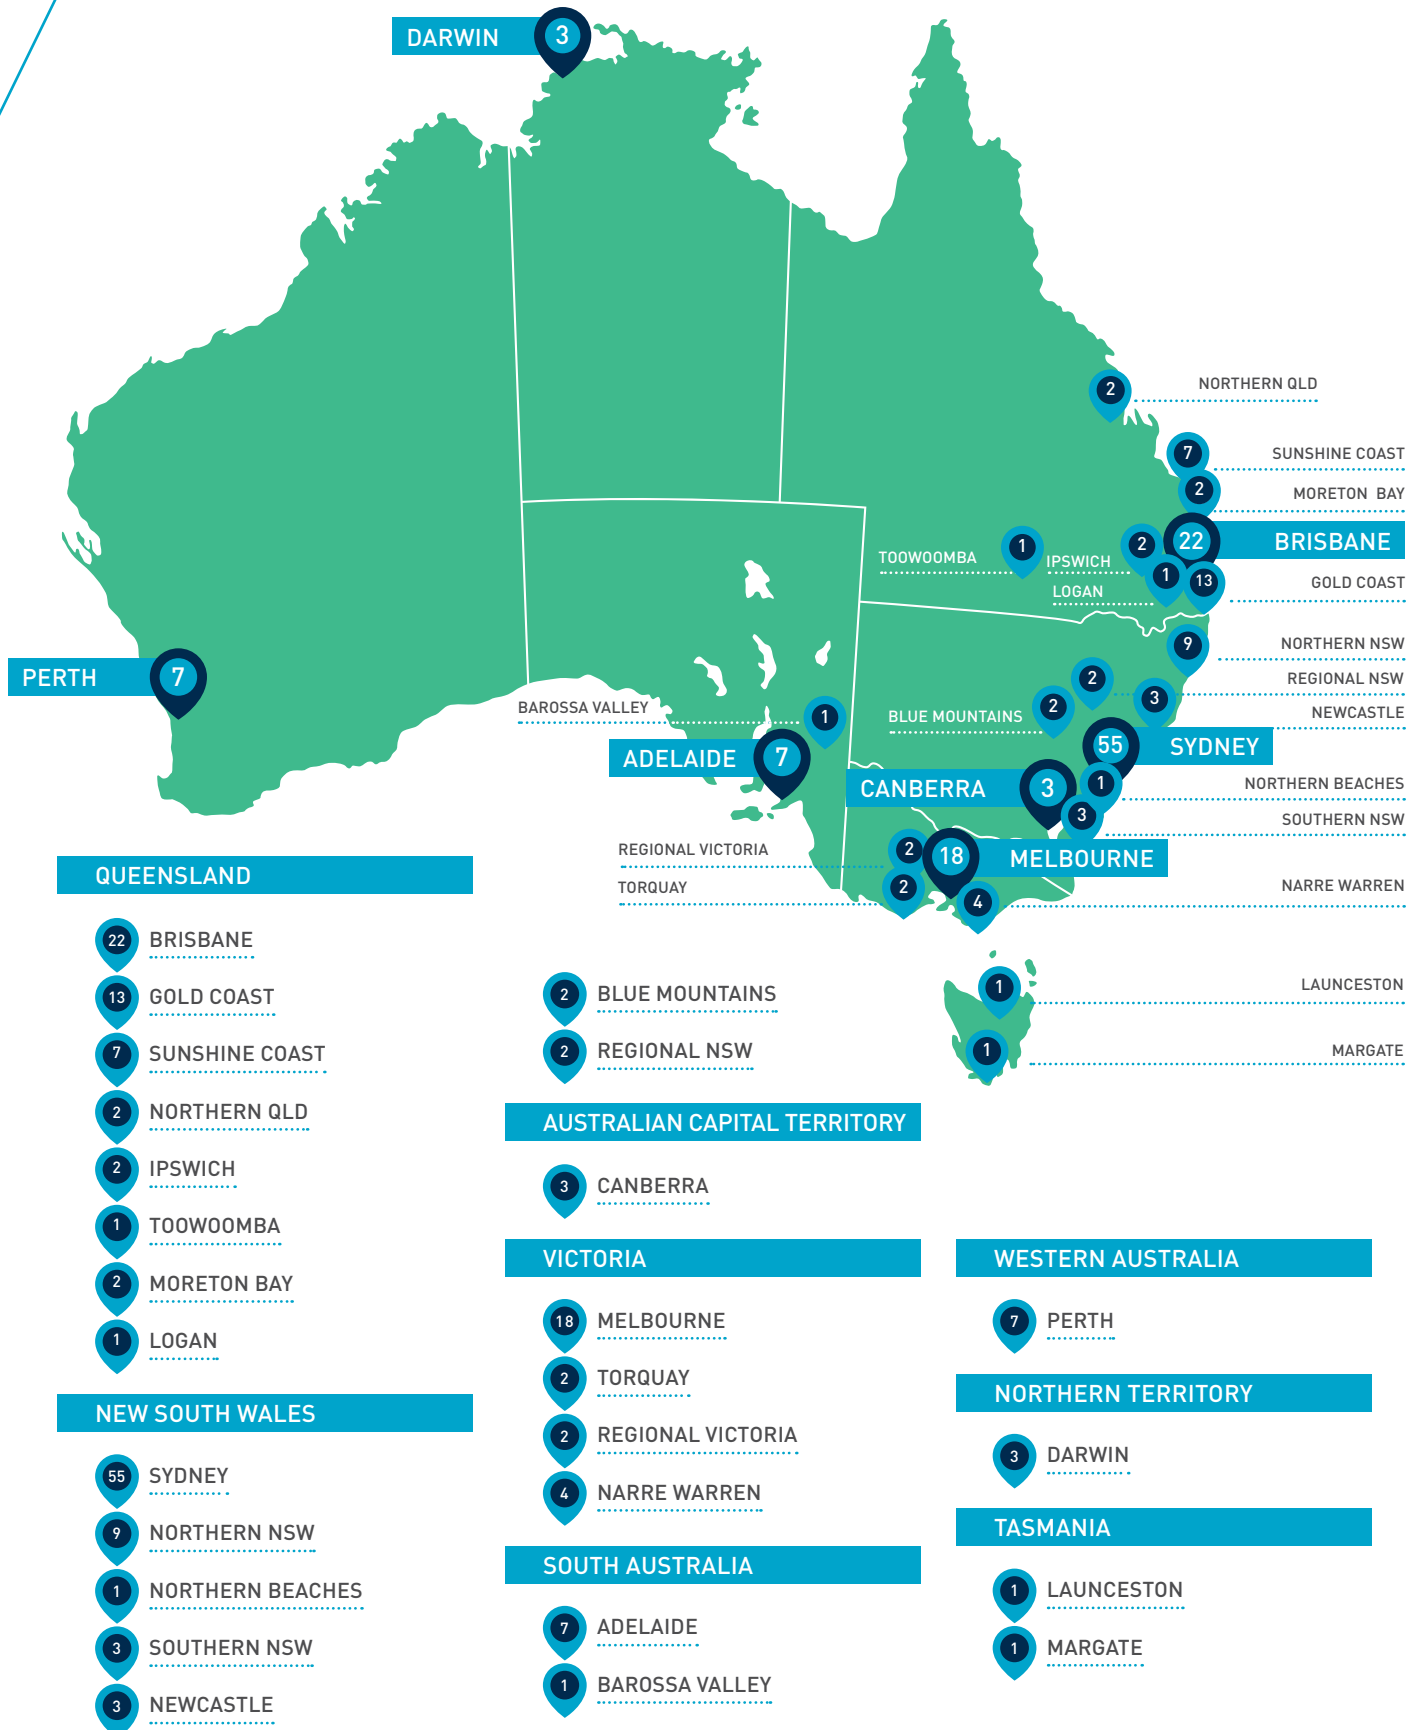 DARWIN 3
2 NORTHERN QLD
7 SUNSHINE COAST
2 MORETON BAY
22 BRISBANE
TOOWOOMBA 1
IPSWICH 2
LOGAN 1
13 GOLD COAST
9 NORTHERN NSW
2 REGIONAL NSW
3 NEWCASTLE
PERTH 7
BAROSSA VALLEY 1
BLUE MOUNTAINS 2
55 SYDNEY
ADELAIDE 7
CANBERRA 3
1 NORTHERN BEACHES
3 SOUTHERN NSW
REGIONAL VICTORIA 2
18 MELBOURNE
TORQUAY 2
4 NARRE WARREN
1 LAUNCESTON
1 MARGATE
QUEENSLAND
22 BRISBANE
13 GOLD COAST
7 SUNSHINE COAST
2 NORTHERN QLD
2 IPSWICH
1 TOOWOOMBA
2 MORETON BAY
1 LOGAN
NEW SOUTH WALES
55 SYDNEY
9 NORTHERN NSW
1 NORTHERN BEACHES
3 SOUTHERN NSW
3 NEWCASTLE
2 BLUE MOUNTAINS
2 REGIONAL NSW
AUSTRALIAN CAPITAL TERRITORY
3 CANBERRA
VICTORIA
18 MELBOURNE
2 TORQUAY
2 REGIONAL VICTORIA
4 NARRE WARREN
SOUTH AUSTRALIA
7 ADELAIDE
1 BAROSSA VALLEY
WESTERN AUSTRALIA
7 PERTH
NORTHERN TERRITORY
3 DARWIN
TASMANIA
1 LAUNCESTON
1 MARGATE